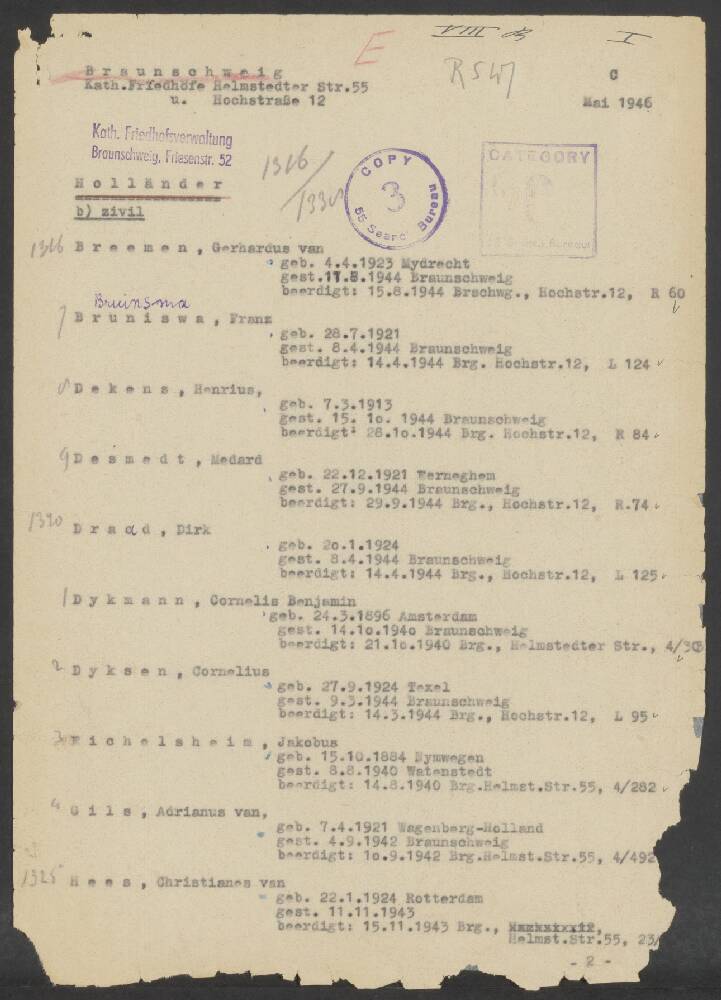 VIII
I
E
RSW
Braunschweig
Kath.Friedhöfe Helmstedter Str.55
u. Hochstraße 12
C
Mai 1946
Kath. Friedhofsverwaltung
Braunschweig, Friesenstr. 52
1316/
/1330
COPY
3
55 Search Bureau
CATEGORY
Holländer
b) zivil
1316 Breemen, Gerhardus van
geb. 4.4.1923 Mydrecht
gest.11.8.1944 Braunschweig
beerdigt: 15.8.1944 Brschwg., Hochstr.12, R 60
Bruinsma
7 Bruniswa, Franz
geb. 28.7.1921
gest. 8.4.1944 Braunschweig
beerdigt: 14.4.1944 Brg. Hochstr.12, L 124
8 Dekens, Henrius,
geb. 7.3.1913
gest. 15. 1o. 1944 Braunschweig
beerdigt: 28.1o.1944 Brg. Hochstr.12, R 84
9 Desmedt, Medard
geb. 22.12.1921 Werneghem
gest. 27.9.1944 Braunschweig
beerdigt: 29.9.1944 Brg., Hochstr.12, R.74
1320
Draad, Dirk
geb. 2o.1.1924
gest. 8.4.1944 Braunschweig
beerdigt: 14.4.1944 Brg., Hochstr.12, L 125
1 Dykmann, Cornelis Benjamin
geb. 24.3.1896 Amsterdam
gest. 14.1o.194o Braunschweig
beerdigt: 21.1o.1940 Brg., Helmstedter Str., 4/303
2 Dyksen, Cornelius
geb. 27.9.1924 Texel
gest. 9.3.1944 Braunschweig
beerdigt: 14.3.1944 Brg., Hochstr.12, L 95
3 Eichelsheim, Jakobus
geb. 15.10.1884 Nymwegen
gest. 8.8.1940 Watenstedt
beerdigt: 14.8.1940 Brg.Helmst.Str.55, 4/282
4 Gils, Adrianus van,
geb. 7.4.1921 Wagenberg-Holland
gest. 4.9.1942 Braunschweig
beerdigt: 1o.9.1942 Brg.Helmst.Str.55, 4/492
1325 Hees, Christianes van
geb. 22.1.1924 Rotterdam
gest. 11.11.1943
beerdigt: 15.11.1943 Brg.,
Helmst.Str.55, 23/
- 2 -